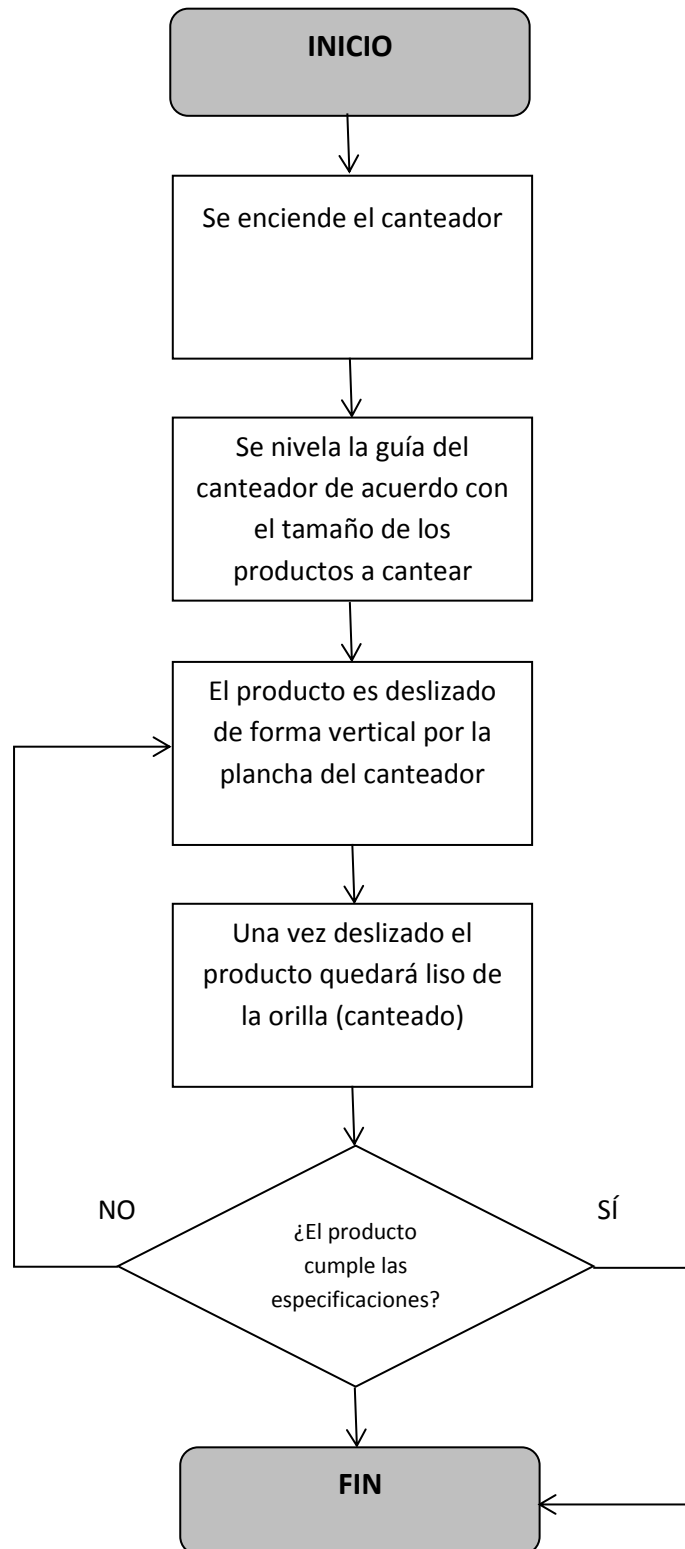 INICIO
Se enciende el canteador
Se nivela la guía del
canteador de acuerdo con
el tamaño de los
productos a cantear
El producto es deslizado
de forma vertical por la
plancha del canteador
Una vez deslizado el
producto quedará liso de
la orilla (canteado)
NO
SÍ
¿El producto
cumple las
especificaciones?
FIN